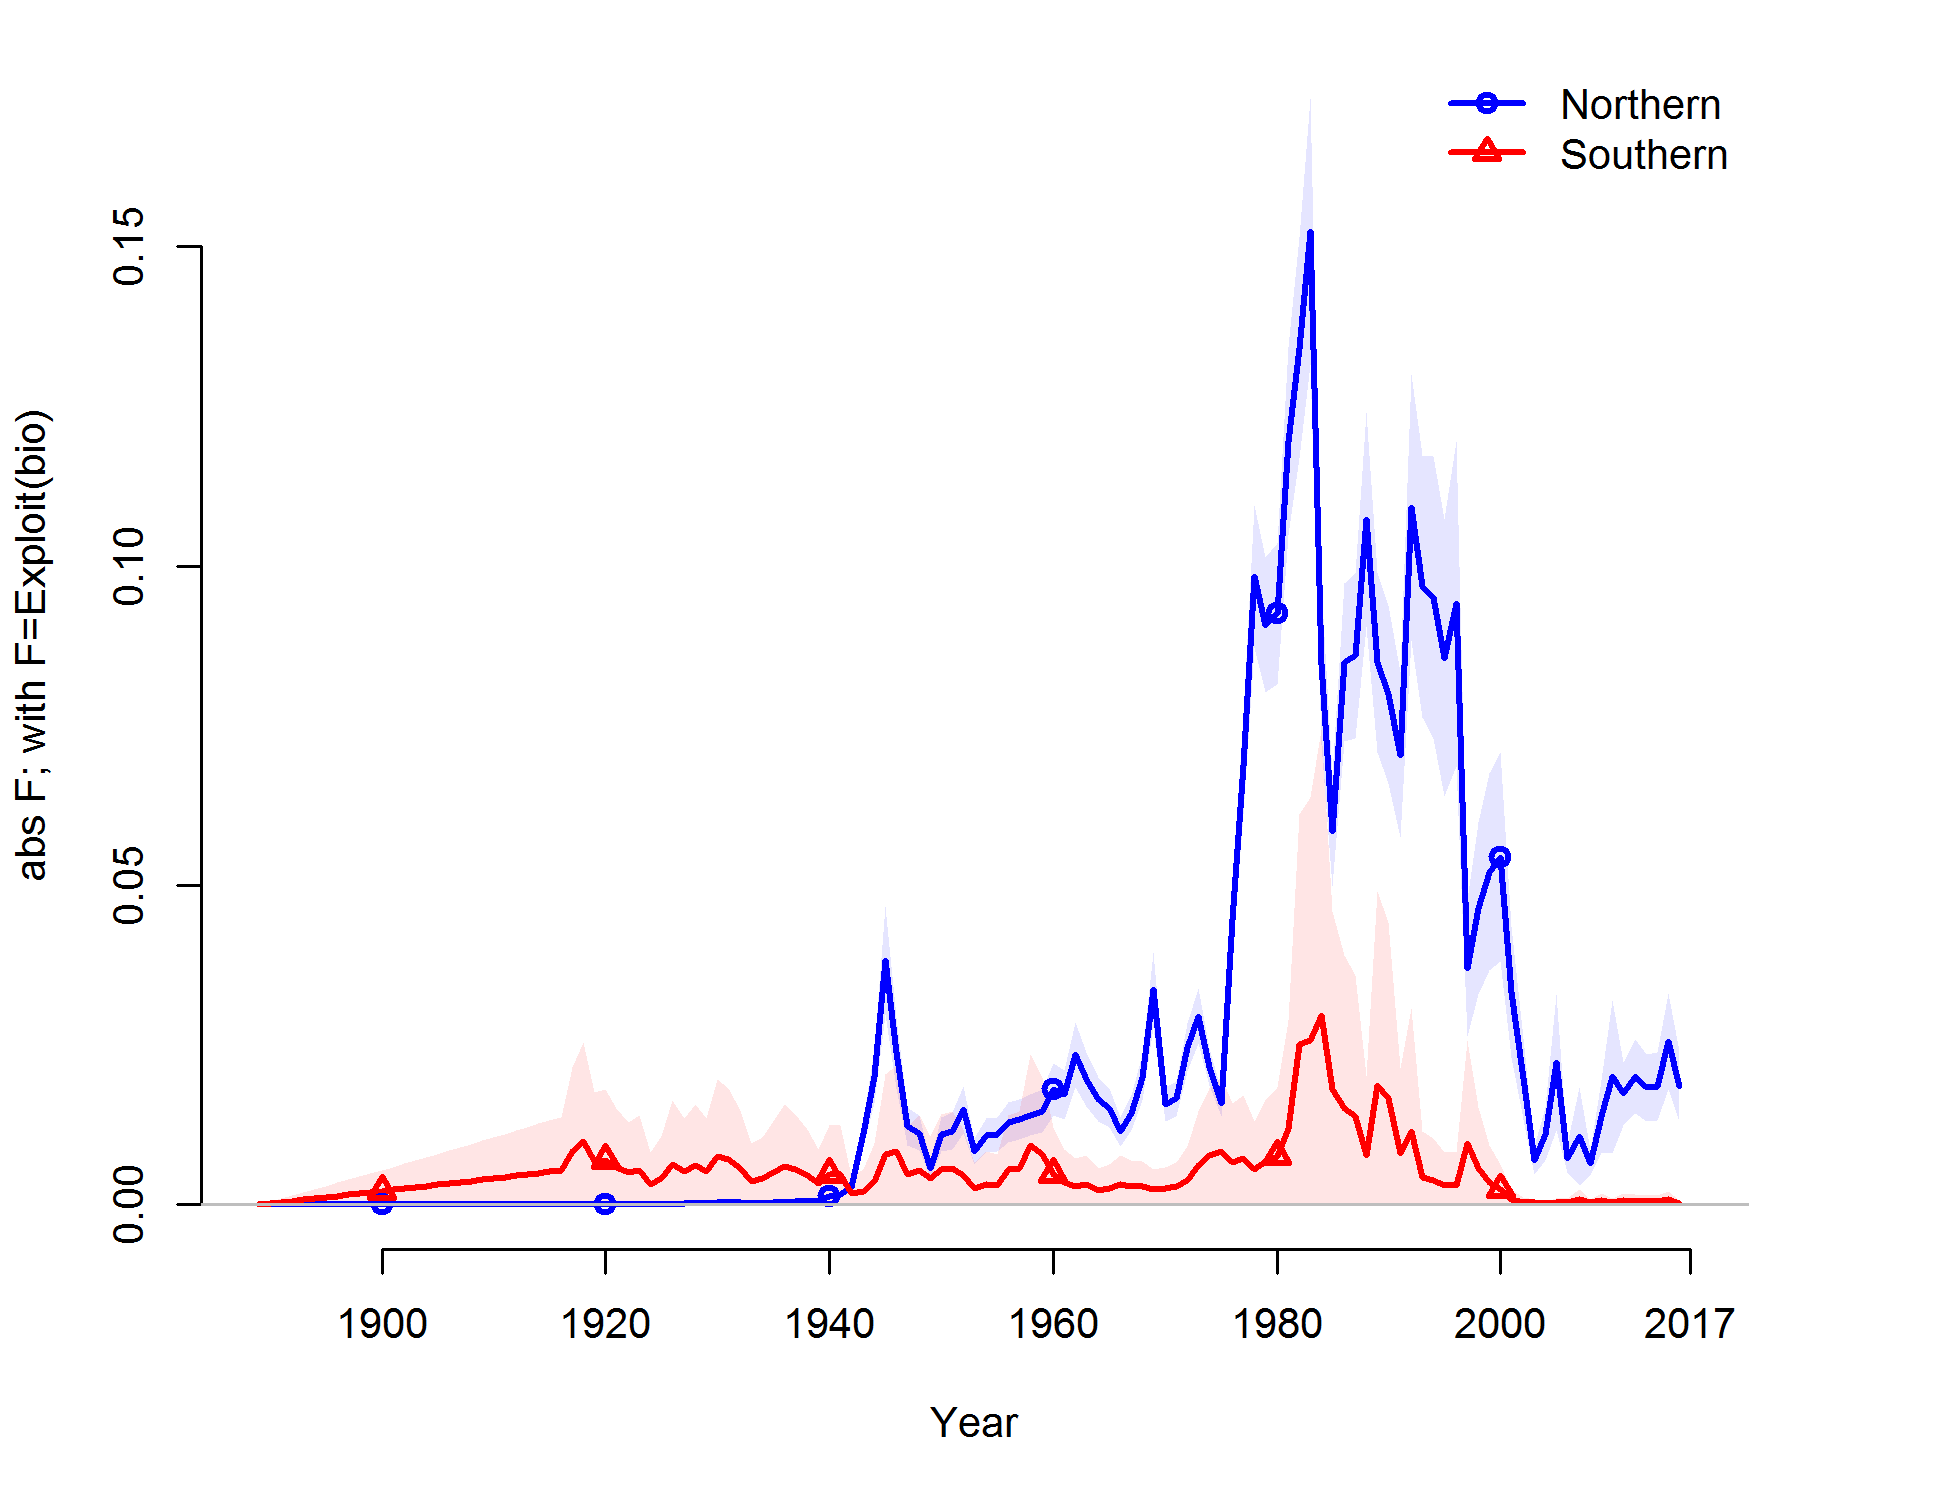 Northern
Southern
abs F; with F=Exploit(bio)
0.15
0.10
0.05
0.00
1900 1920 1940 1960 1980 2000 2017
Year